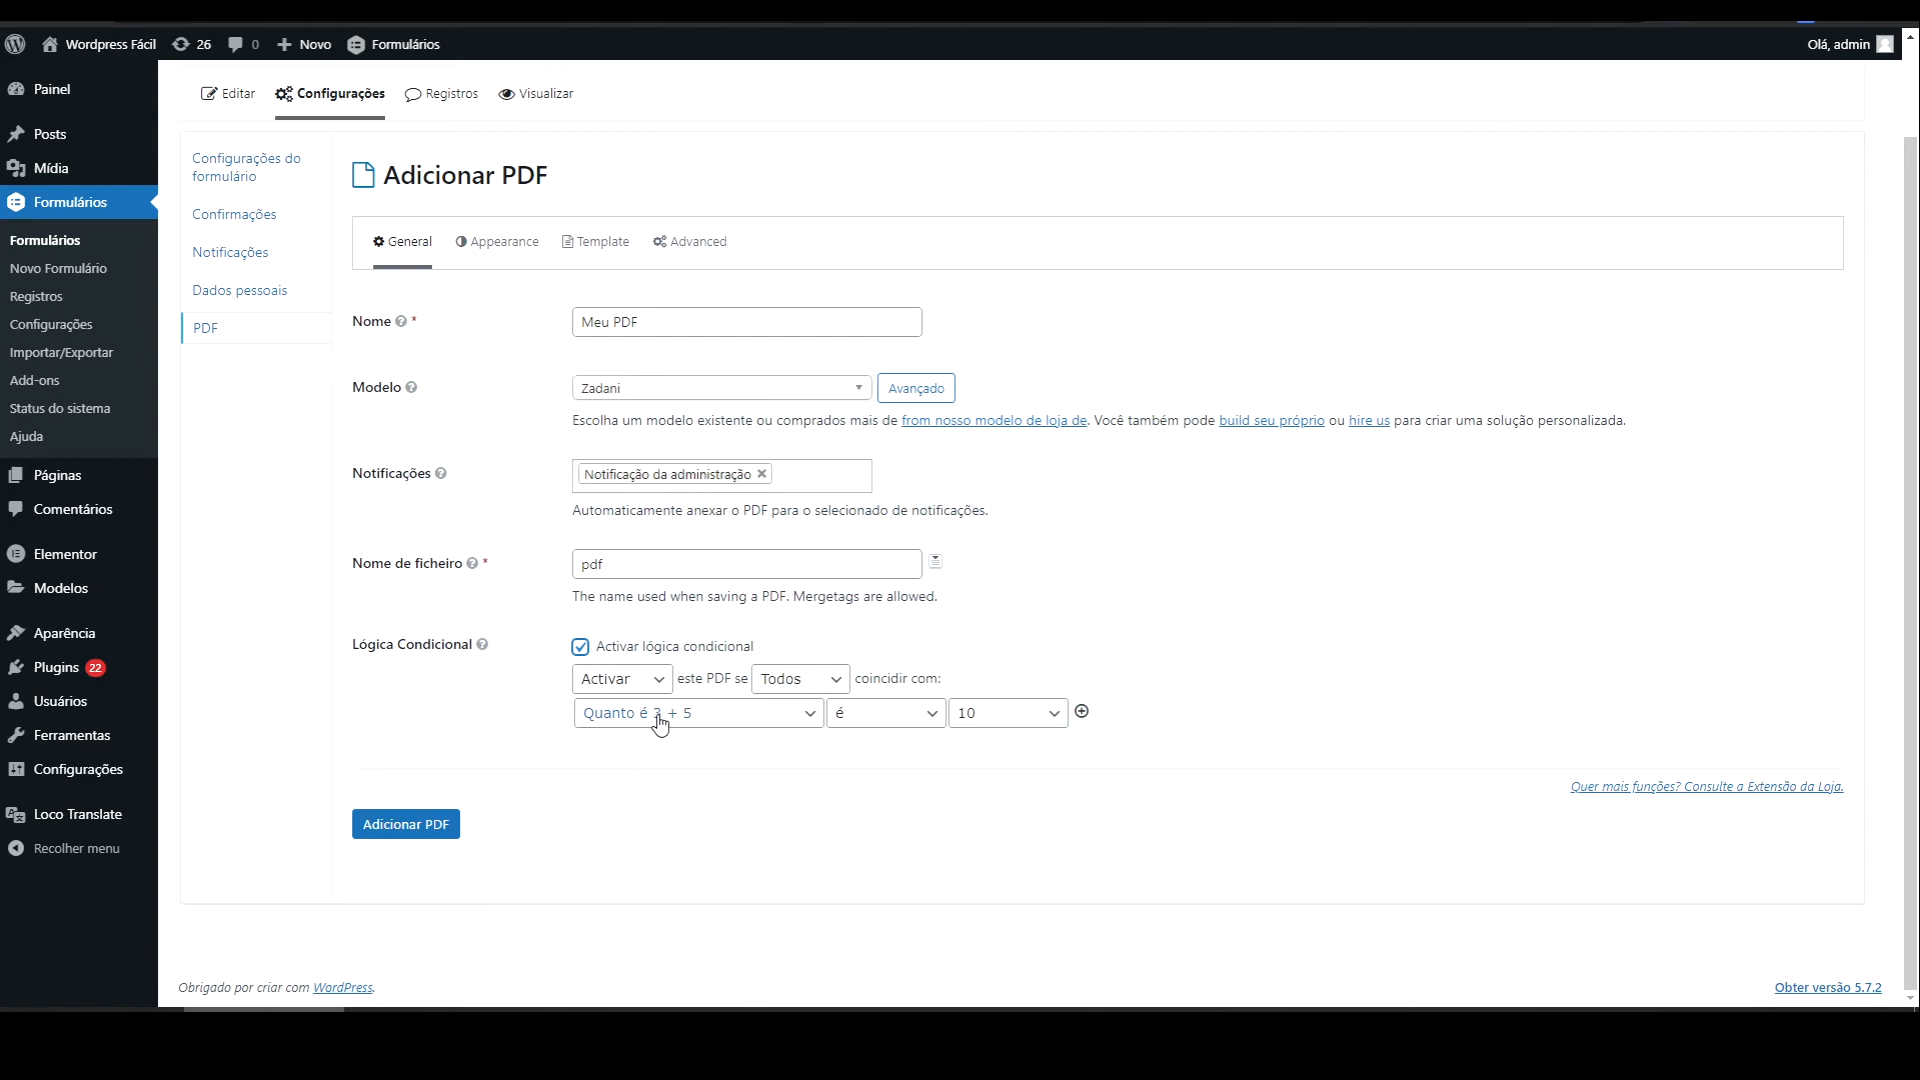 Wordpress Fácil 26 0 Novo Formulários Olá, admin
Painel
Posts
Mídia
Formulários
Formulários
Novo Formulário
Registros
Configurações
Importar/Exportar
Add-ons
Status do sistema
Ajuda
Páginas
Comentários
Elementor
Modelos
Aparência
Plugins 22
Usuários
Ferramentas
Configurações
Loco Translate
Recolher menu
Editar Configurações Registros Visualizar
Configurações do
formulário
Confirmações
Notificações
Dados pessoais
PDF
Adicionar PDF
General Appearance Template Advanced
Nome * Meu PDF
Modelo Zadani Avançado
Escolha um modelo existente ou comprados mais de from nosso modelo de loja de. Você também pode build seu próprio ou hire us para criar uma solução personalizada.
Notificações Notificação da administração
Automaticamente anexar o PDF para o selecionado de notificações.
Nome de ficheiro * pdf
The name used when saving a PDF. Mergetags are allowed.
Lógica Condicional Activar lógica condicional
Activar este PDF se Todos coincidir com:
Quanto é 3 + 5 é 10
Quer mais funções? Consulte a Extensão da Loja.
Adicionar PDF
Obrigado por criar com WordPress. Obter versão 5.7.2